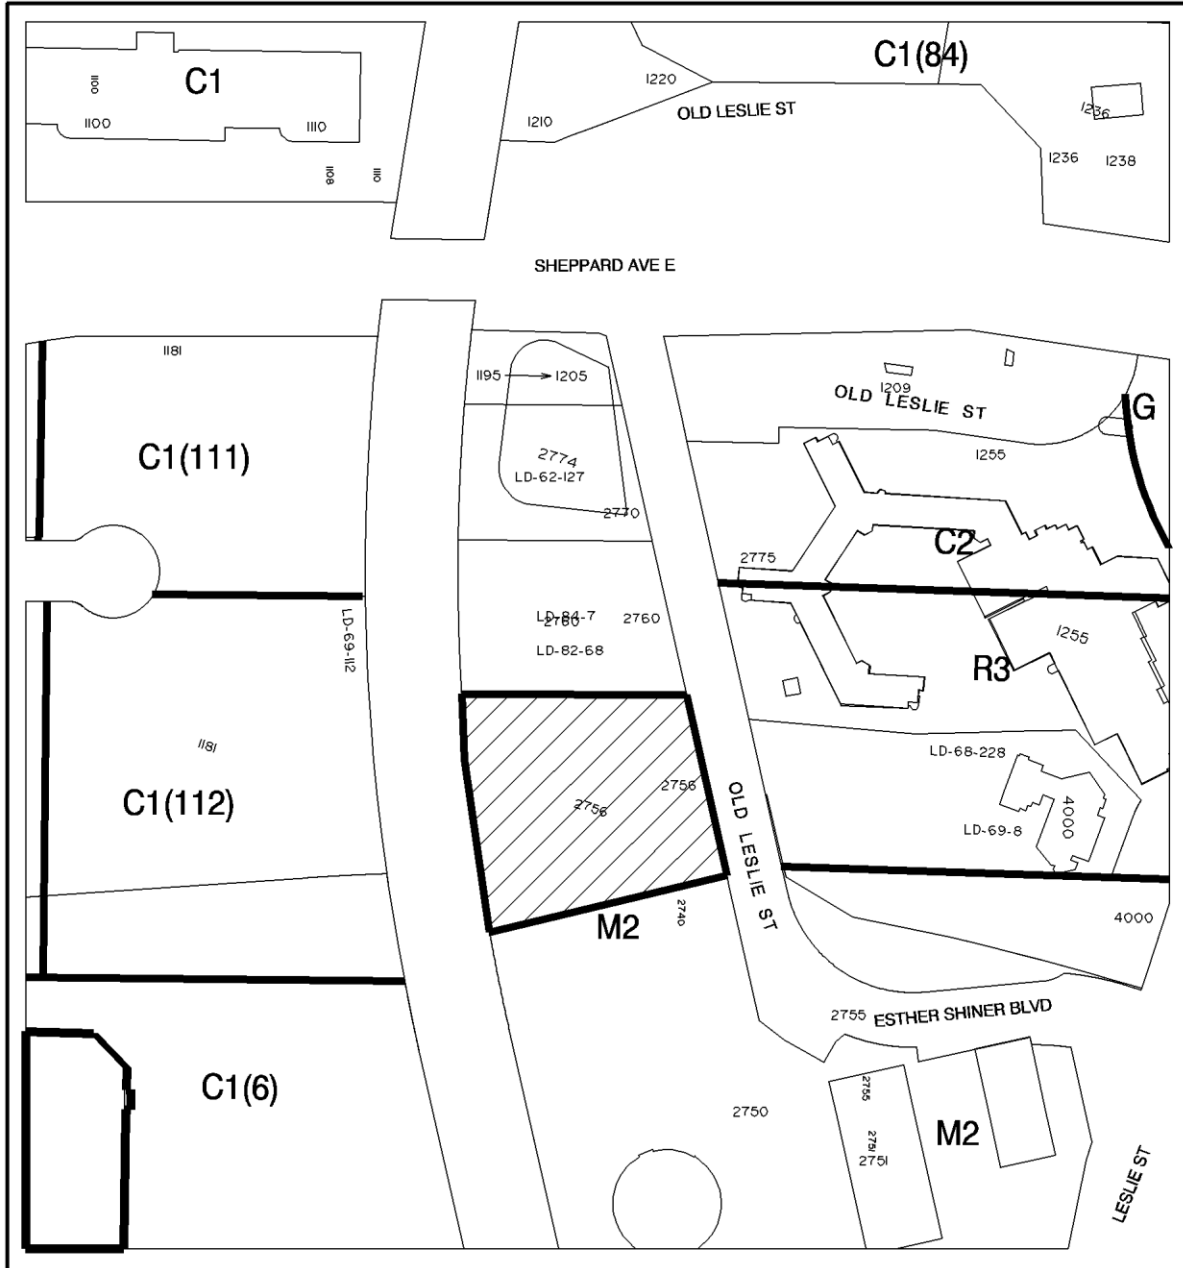 C1
1100
1100
1110
1108
1110
C1(84)
1220
1210
OLD LESLIE ST
1236
1236
1238
SHEPPARD AVE E
1181
1195
1205
1209
OLD LESLIE ST
G
C1(111)
2774
LD-62-127
2770
1255
C2
2775
LD-69-112
LD-84-7
2760
2760
LD-82-68
1255
R3
1181
C1(112)
2756
2756
OLD LESLIE ST
LD-68-228
4000
LD-69-8
2740
M2
4000
2755
ESTHER SHINER BLVD
C1(6)
2750
2755
2751
2751
M2
LESLIE ST